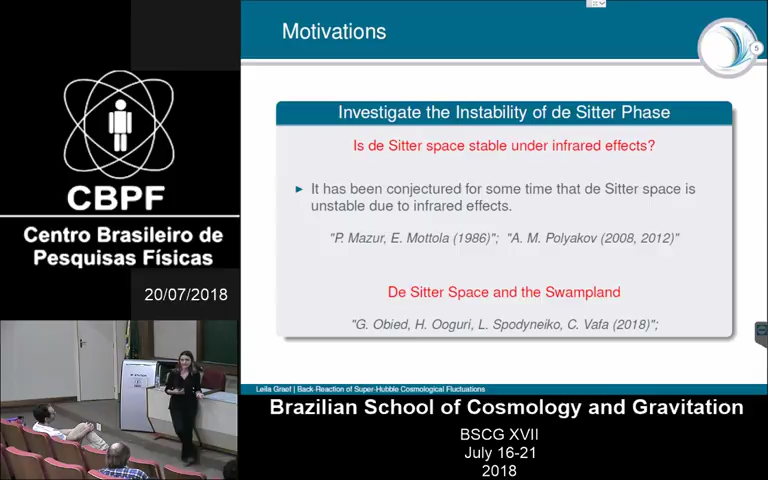 Motivations
5
Investigate the Instability of de Sitter Phase
Is de Sitter space stable under infrared effects?
It has been conjectured for some time that de Sitter space is
unstable due to infrared effects.
"P. Mazur, E. Mottola (1986)"; "A. M. Polyakov (2008, 2012)"
De Sitter Space and the Swampland
"G. Obied, H. Ooguri, L. Spodyneiko, C. Vafa (2018)";
Leila Graef | Back-Reaction of Super-Hubble Cosmological Fluctuations
CBPF
Centro Brasileiro de
Pesquisas Físicas
20/07/2018
Brazilian School of Cosmology and Gravitation
BSCG XVII
July 16-21
2018